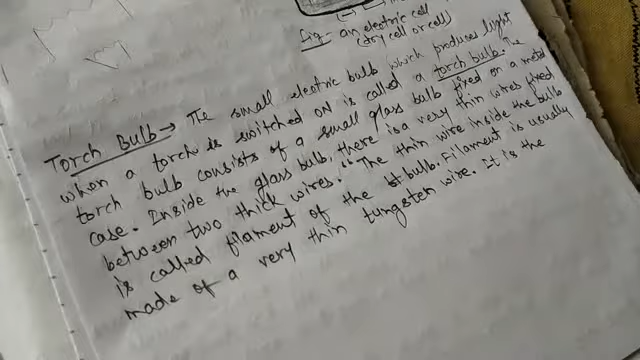 Fig:- an electric cell
(dry cell or cell)
Torch Bulb → The small electric bulb which produces light
when a torch is switched ON is called a torch bulb. The
torch bulb consists of a small glass bulb fixed on a metal
case. Inside the glass bulb, there is a very thin wires fixed
between two thick wires. " The thin wire inside the bulb
is called filament of the bulb. Filament is usually
made of a very thin tungsten wire. It is the